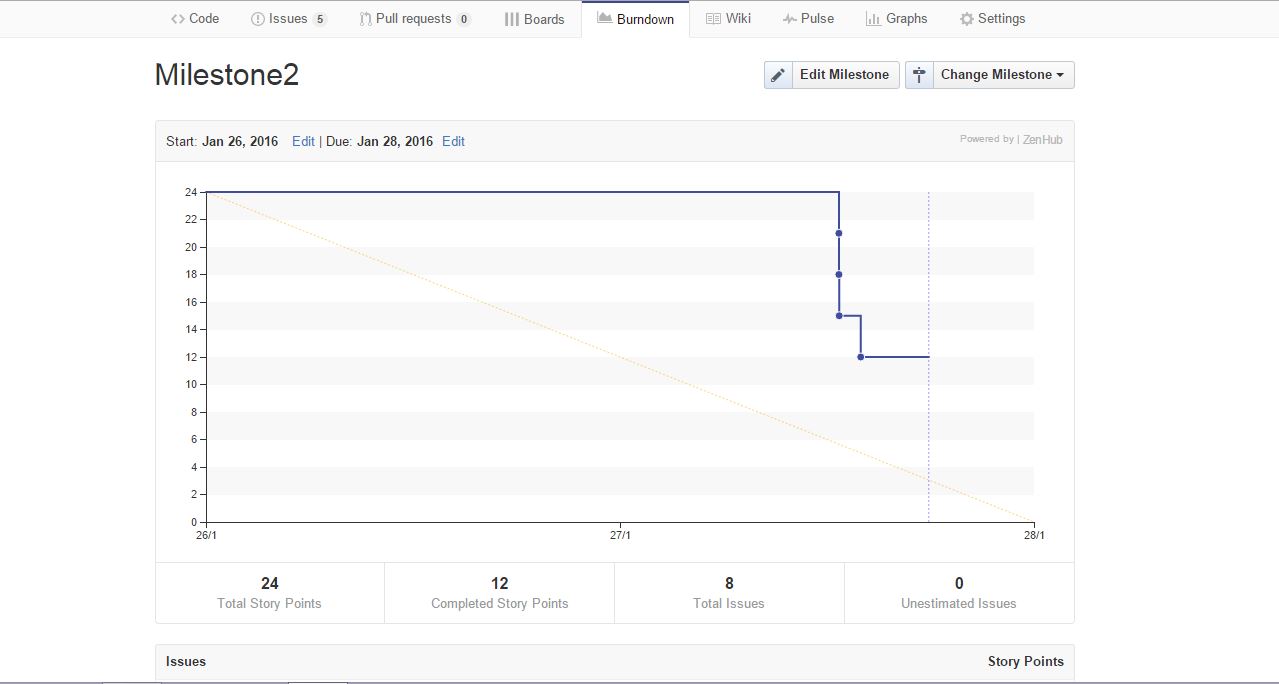 Code Issues 5 Pull requests 0 Boards Burndown Wiki Pulse Graphs Settings
Milestone2 Edit Milestone Change Milestone
Start: Jan 26, 2016 Edit | Due: Jan 28, 2016 Edit Powered by | ZenHub
24
22
20
18
16
14
12
10
8
6
4
2
0
26/1 27/1 28/1
24 12 8 0
Total Story Points Completed Story Points Total Issues Unestimated Issues
Issues Story Points